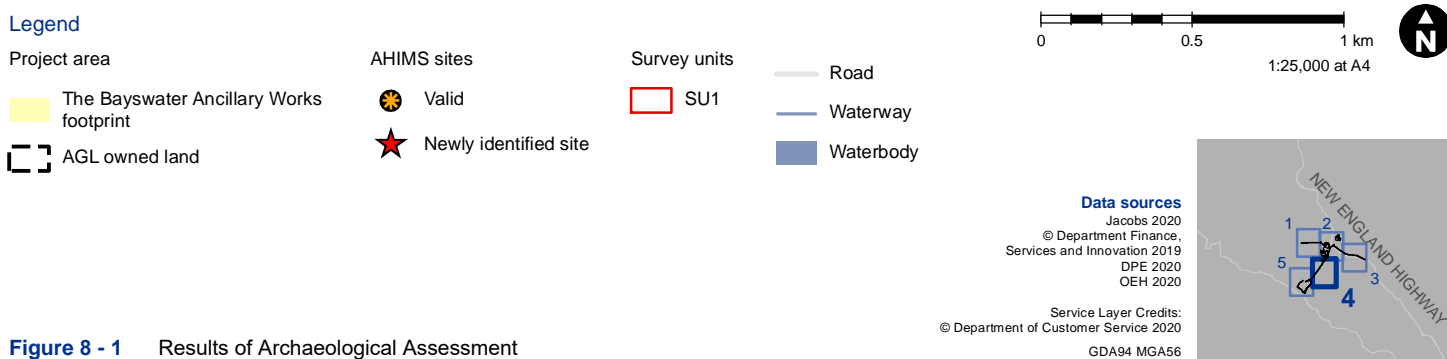 Legend
Project area
The Bayswater Ancillary Works
footprint
AGL owned land
AHIMS sites
Valid
Newly identified site
Survey units
SU1
Road
Waterway
Waterbody
0 0.5 1 km
1:25,000 at A4
N
Data sources
Jacobs 2020
© Department Finance,
Services and Innovation 2019
DPE 2020
OEH 2020
Service Layer Credits:
© Department of Customer Service 2020
GDA94 MGA56
NEW ENGLAND HIGHWAY
1
2
3
5
4
Figure 8 - 1 Results of Archaeological Assessment